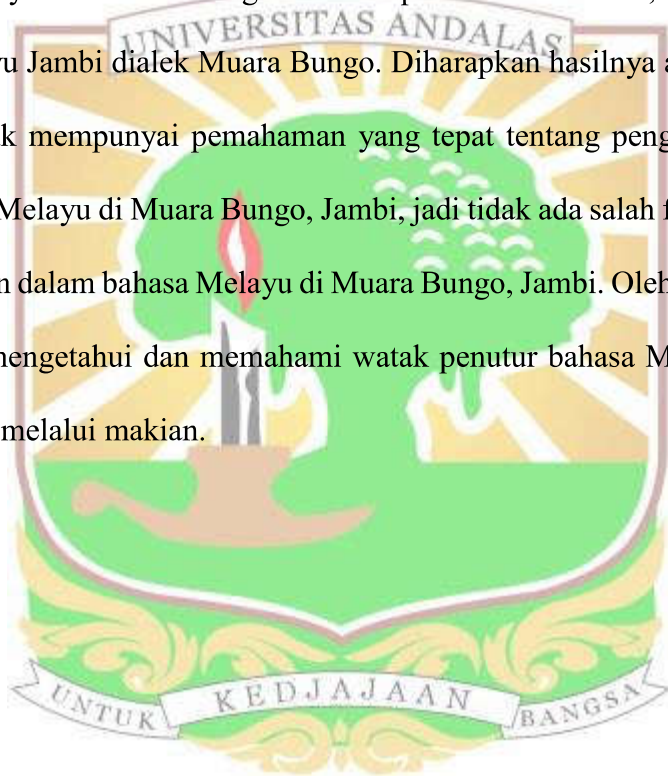 UNIVERSITAS ANDALAS
Jambi dialek Muara Bungo. Diharapkan hasilnya
mempunyai pemahaman yang tepat tentang
Melayu di Muara Bungo, Jambi, jadi tidak ada salah
dalam bahasa Melayu di Muara Bungo, Jambi. Oleh
mengetahui dan memahami watak penutur bahasa
melalui makian.
UNTUK KEDJAJAAN BANGSA